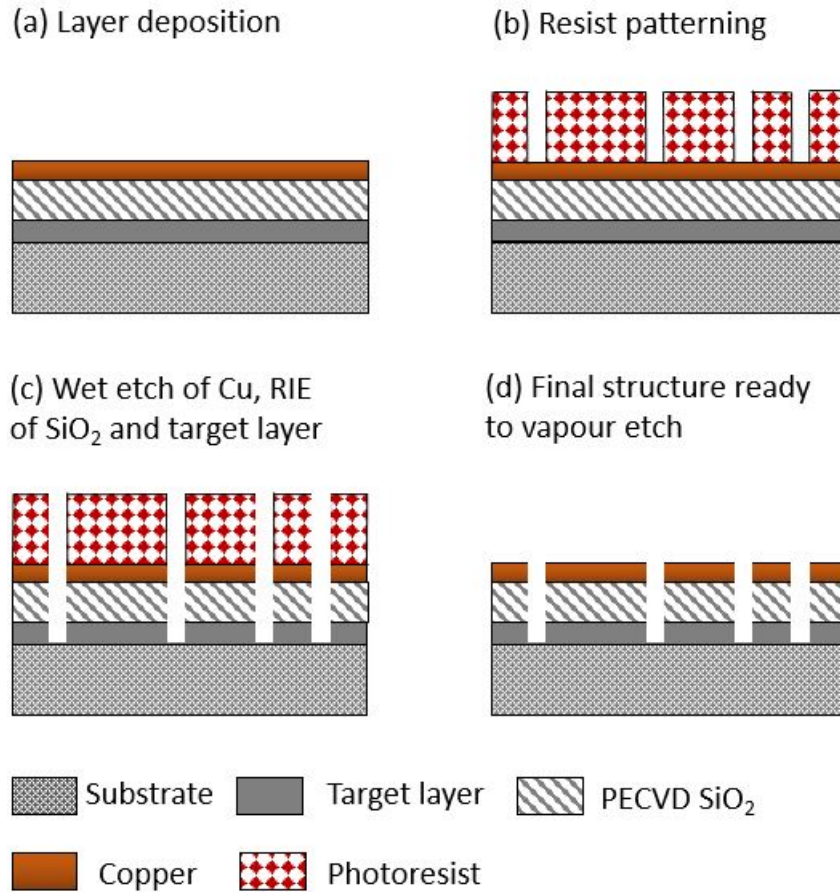 (a) Layer deposition
(b) Resist patterning
(c) Wet etch of Cu, RIE
of SiO₂ and target layer
(d) Final structure ready
to vapour etch
Substrate
Target layer
PECVD SiO₂
Copper
Photoresist